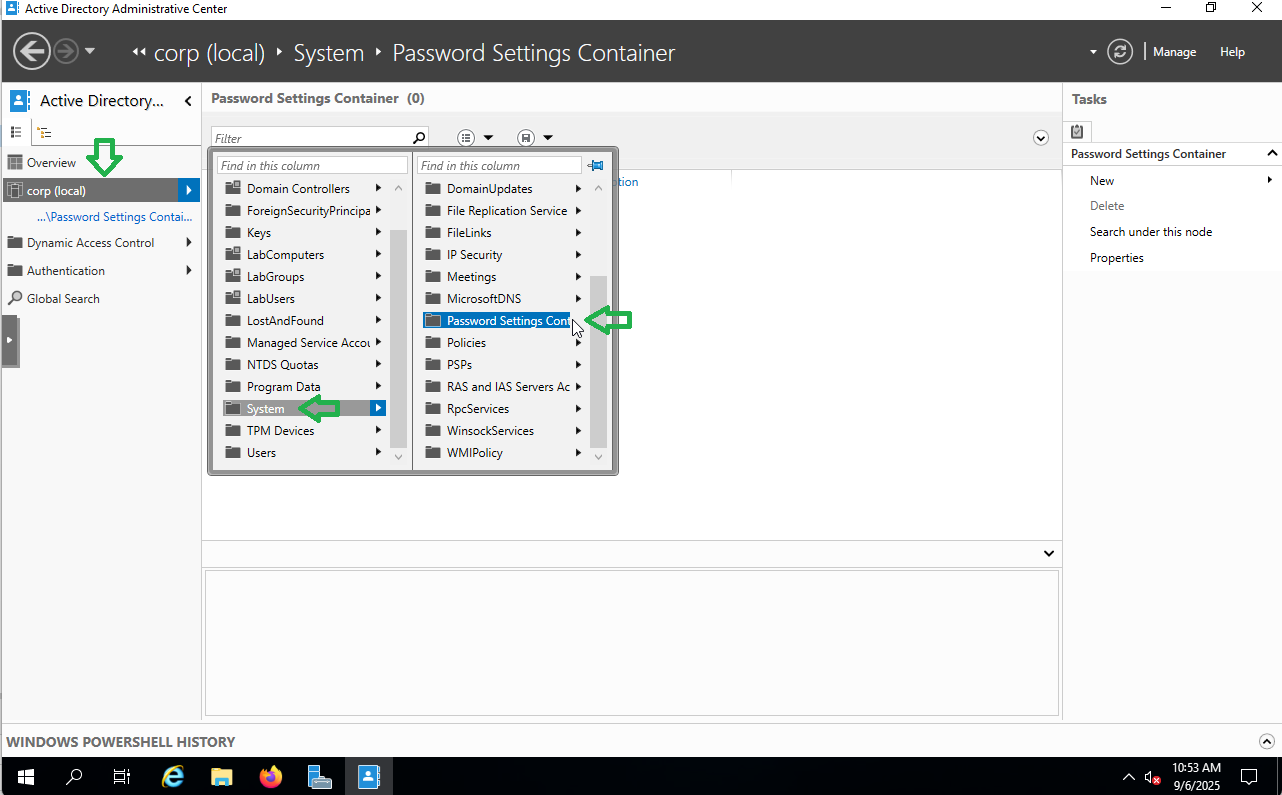 Active Directory Administrative Center
corp (local) System Password Settings Container
Manage Help
Active Directory...
Overview
corp (local)
...\Password Settings Contai...
Dynamic Access Control
Authentication
Global Search
Password Settings Container (0)
Filter
Find in this column
Domain Controllers
ForeignSecurityPrincipa
Keys
LabComputers
LabGroups
LabUsers
LostAndFound
Managed Service Accou
NTDS Quotas
Program Data
System
TPM Devices
Users
Find in this column
DomainUpdates
File Replication Service
FileLinks
IP Security
Meetings
MicrosoftDNS
Password Settings Cont
Policies
PSPs
RAS and IAS Servers Ac
RpcServices
WinsockServices
WMIPolicy
ption
Tasks
Password Settings Container
New
Delete
Search under this node
Properties
WINDOWS POWERSHELL HISTORY
10:53 AM
9/6/2025